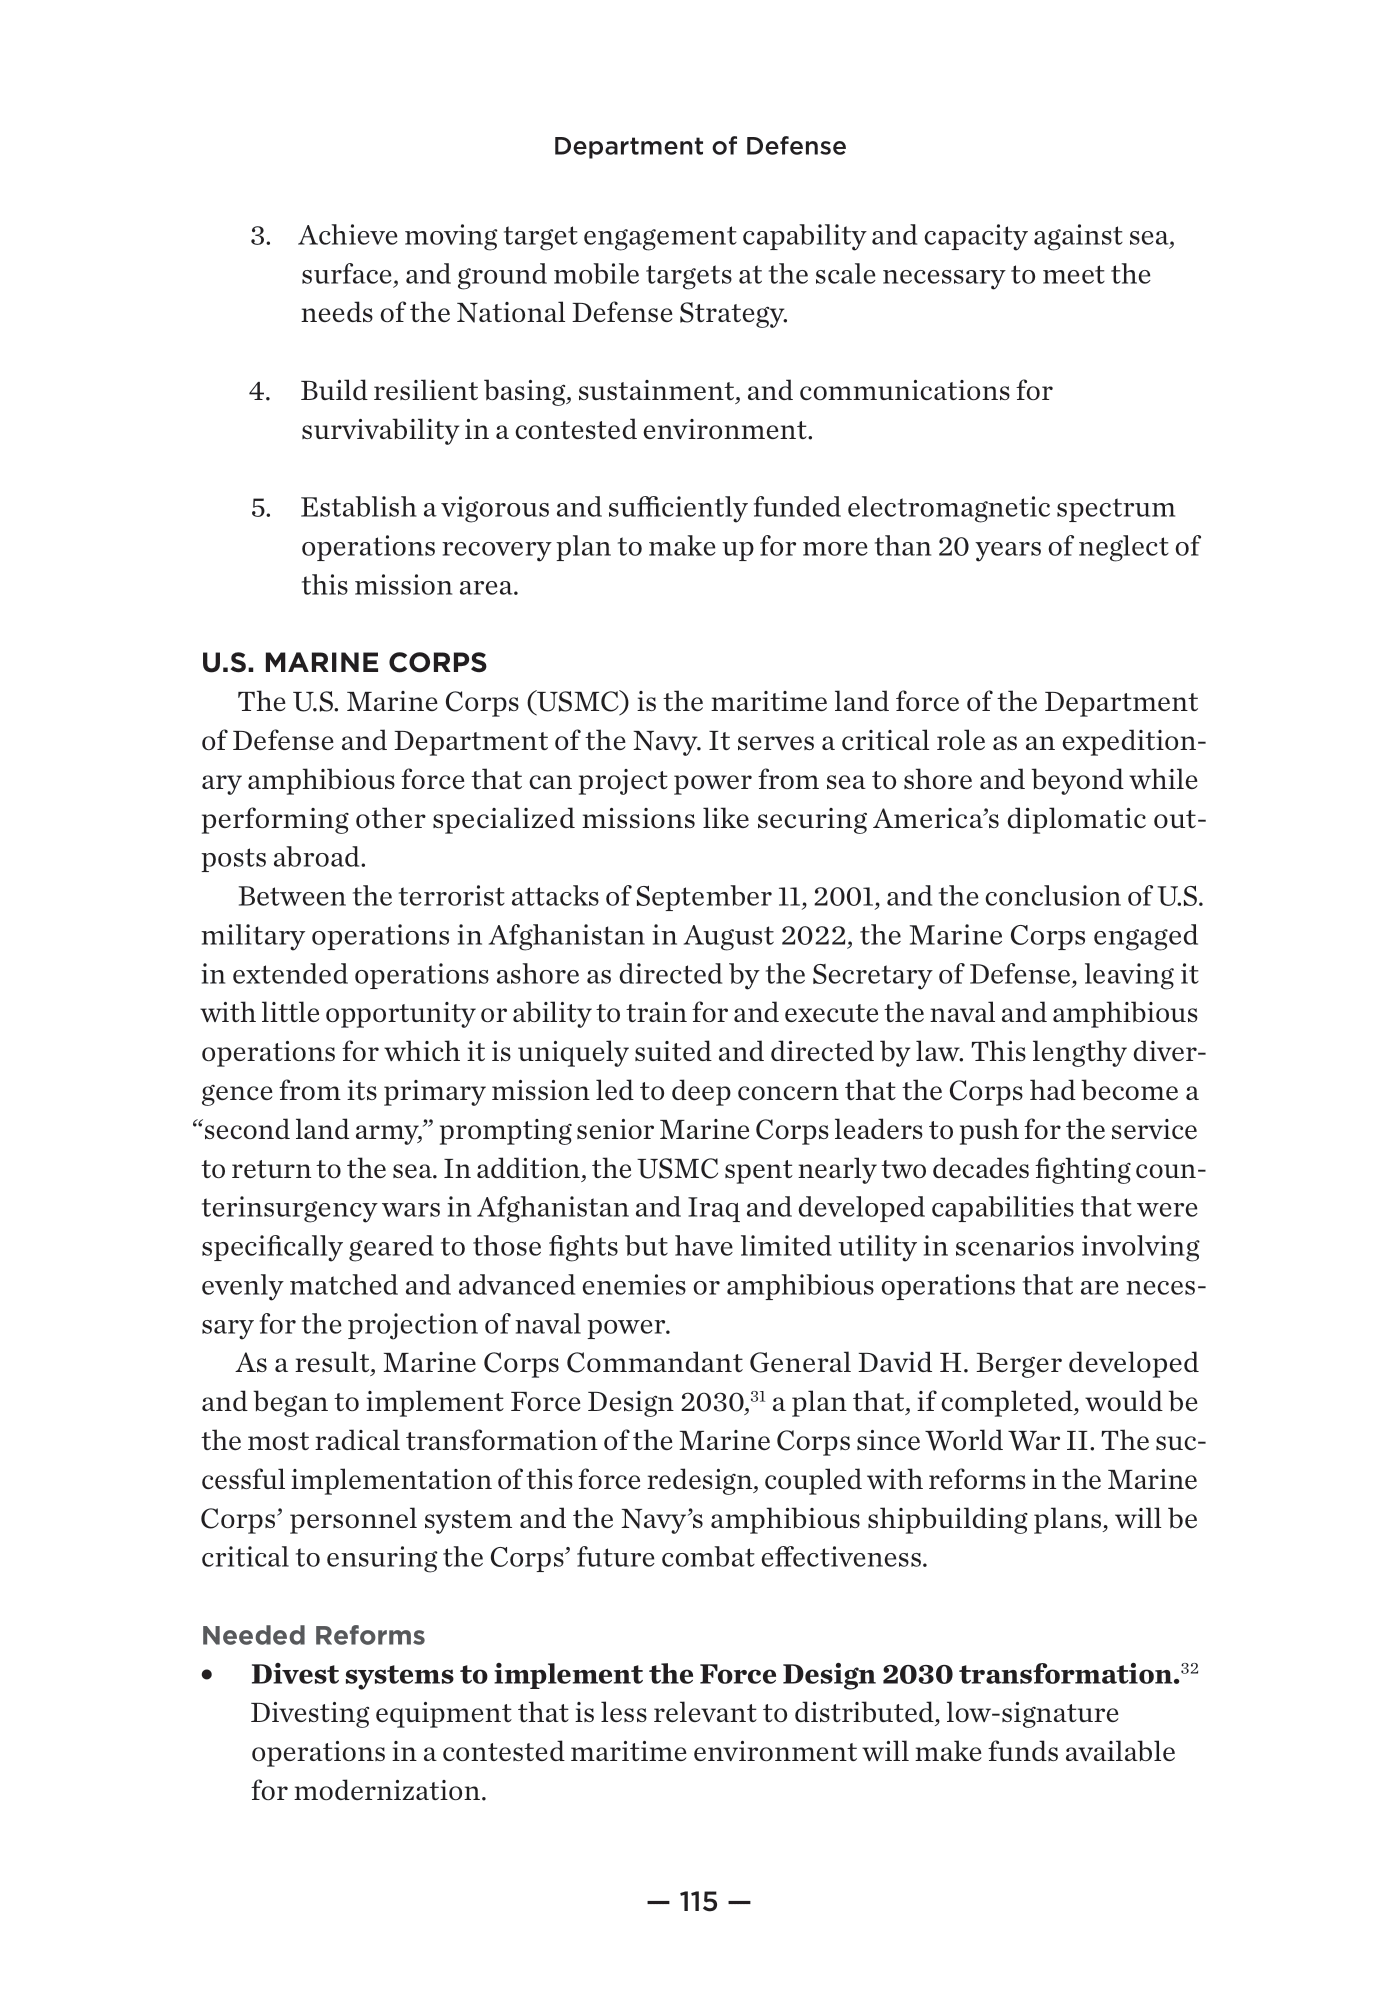 Department of Defense
3. Achieve moving target engagement capability and capacity against sea,
surface, and ground mobile targets at the scale necessary to meet the
needs of the National Defense Strategy.
4. Build resilient basing, sustainment, and communications for
survivability in a contested environment.
5. Establish a vigorous and sufficiently funded electromagnetic spectrum
operations recovery plan to make up for more than 20 years of neglect of
this mission area.
U.S. MARINE CORPS
The U.S. Marine Corps (USMC) is the maritime land force of the Department
of Defense and Department of the Navy. It serves a critical role as an expedition-
ary amphibious force that can project power from sea to shore and beyond while
performing other specialized missions like securing America’s diplomatic out-
posts abroad.
Between the terrorist attacks of September 11, 2001, and the conclusion of U.S.
military operations in Afghanistan in August 2022, the Marine Corps engaged
in extended operations ashore as directed by the Secretary of Defense, leaving it
with little opportunity or ability to train for and execute the naval and amphibious
operations for which it is uniquely suited and directed by law. This lengthy diver-
gence from its primary mission led to deep concern that the Corps had become a
“second land army,” prompting senior Marine Corps leaders to push for the service
to return to the sea. In addition, the USMC spent nearly two decades fighting coun-
terinsurgency wars in Afghanistan and Iraq and developed capabilities that were
specifically geared to those fights but have limited utility in scenarios involving
evenly matched and advanced enemies or amphibious operations that are neces-
sary for the projection of naval power.
As a result, Marine Corps Commandant General David H. Berger developed
and began to implement Force Design 2030,³¹ a plan that, if completed, would be
the most radical transformation of the Marine Corps since World War II. The suc-
cessful implementation of this force redesign, coupled with reforms in the Marine
Corps’ personnel system and the Navy’s amphibious shipbuilding plans, will be
critical to ensuring the Corps’ future combat effectiveness.
Needed Reforms
• Divest systems to implement the Force Design 2030 transformation.³²
Divesting equipment that is less relevant to distributed, low-signature
operations in a contested maritime environment will make funds available
for modernization.
— 115 —